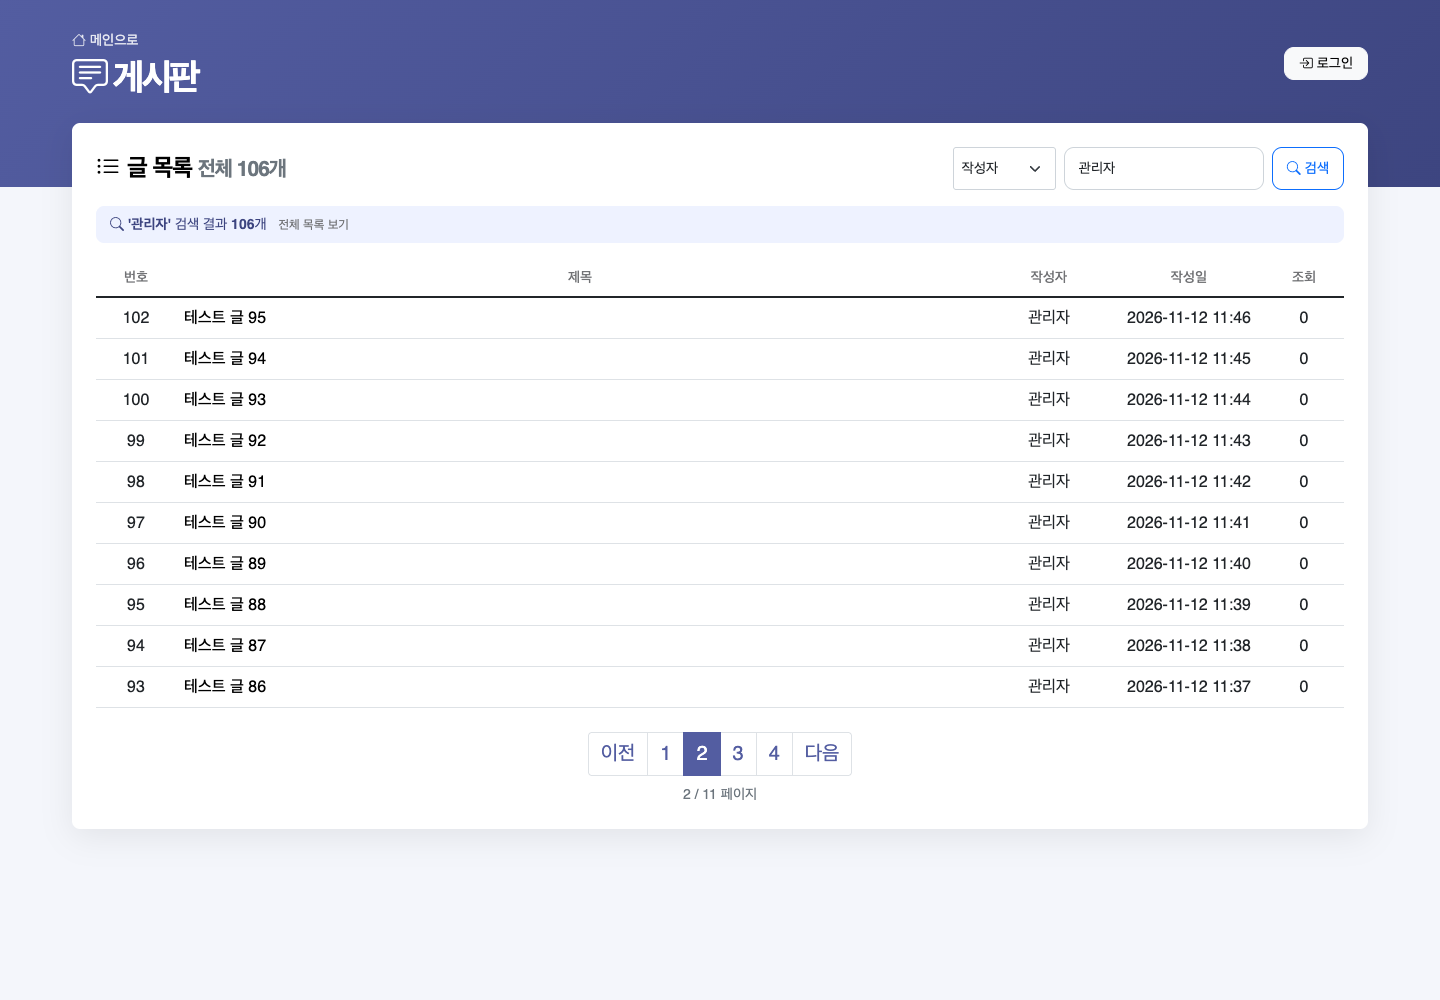 메인으로
게시판
로그인
글 목록 전체 106개
작성자 관리자 검색
'관리자' 검색 결과 106개 전체 목록 보기
번호 제목 작성자 작성일 조회
102 테스트 글 95 관리자 2026-11-12 11:46 0
101 테스트 글 94 관리자 2026-11-12 11:45 0
100 테스트 글 93 관리자 2026-11-12 11:44 0
99 테스트 글 92 관리자 2026-11-12 11:43 0
98 테스트 글 91 관리자 2026-11-12 11:42 0
97 테스트 글 90 관리자 2026-11-12 11:41 0
96 테스트 글 89 관리자 2026-11-12 11:40 0
95 테스트 글 88 관리자 2026-11-12 11:39 0
94 테스트 글 87 관리자 2026-11-12 11:38 0
93 테스트 글 86 관리자 2026-11-12 11:37 0
이전 1 2 3 4 다음
2 / 11 페이지